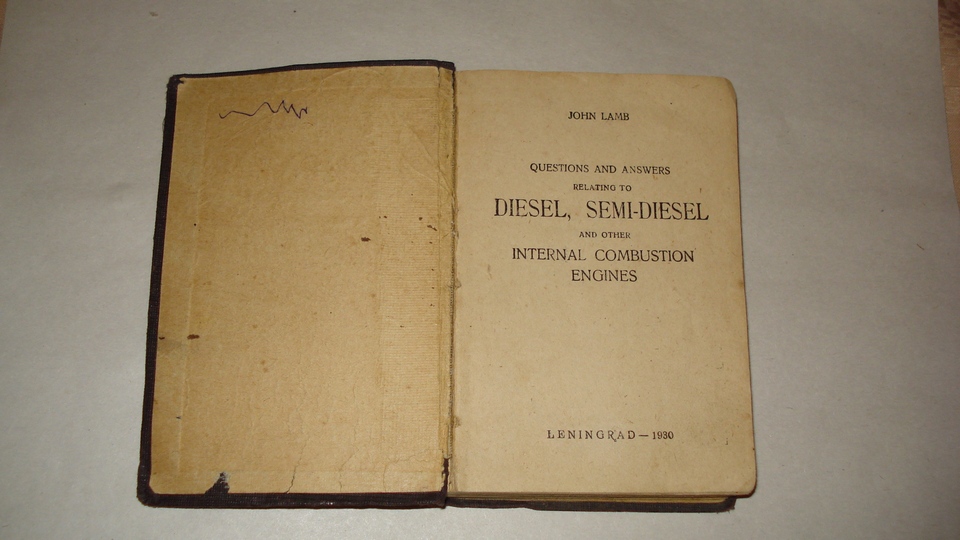 JOHN LAMB
QUESTIONS AND ANSWERS
RELATING TO
DIESEL, SEMI-DIESEL
AND OTHER
INTERNAL COMBUSTION
ENGINES
LENINGRAD — 1930